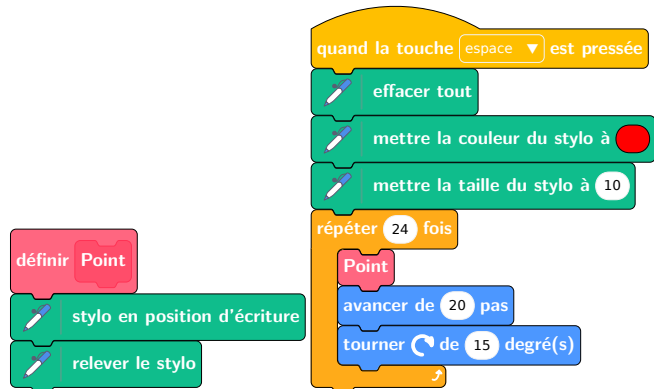 définir Point
stylo en position d'écriture
relever le stylo
quand la touche espace ▼ est pressée
effacer tout
mettre la couleur du stylo à
mettre la taille du stylo à 10
répéter 24 fois
Point
avancer de 20 pas
tourner de 15 degré(s)